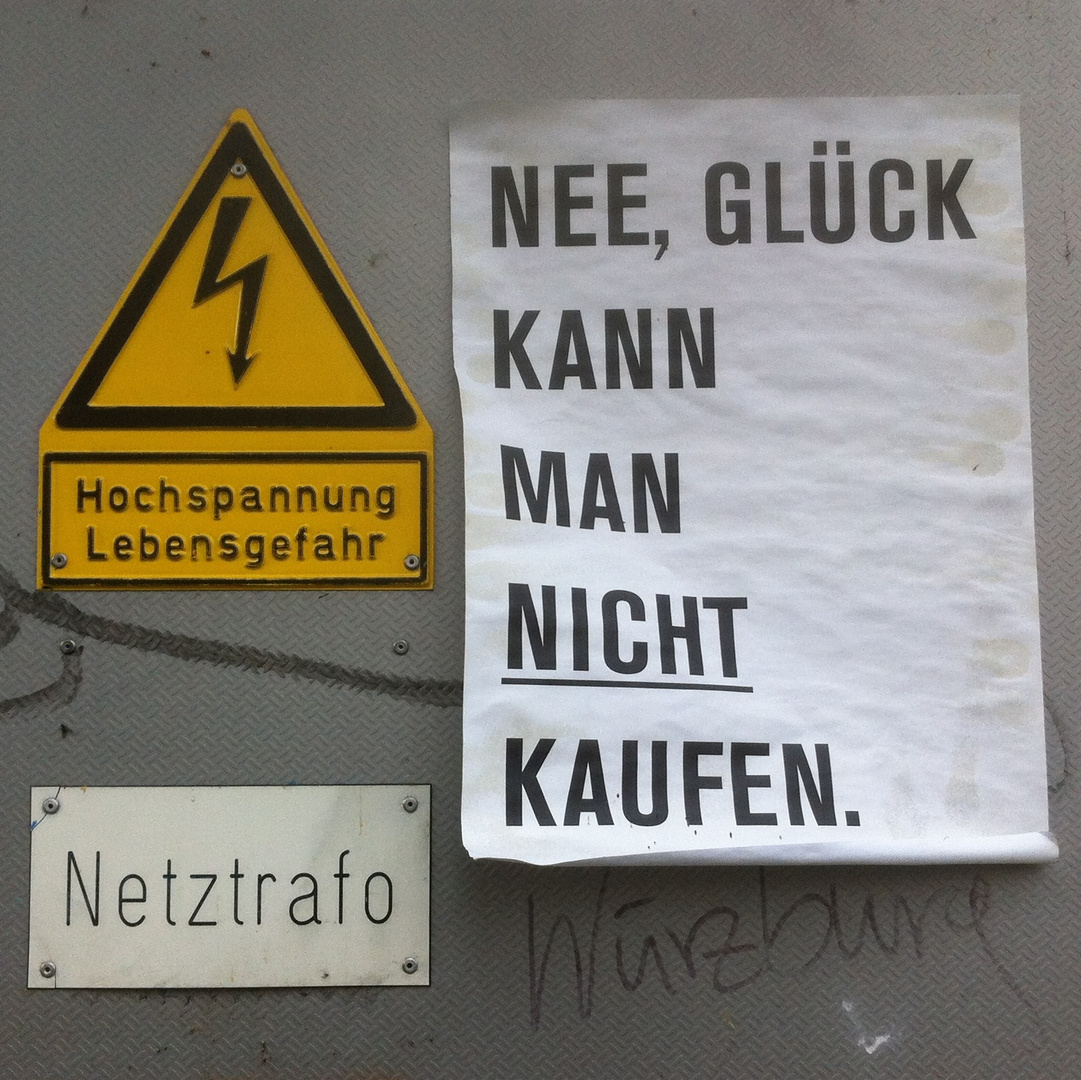 Hochspannung
Lebensgefahr
Netztrafo
NEE, GLÜCK
KANN
MAN
NICHT
KAUFEN.
Würzburg